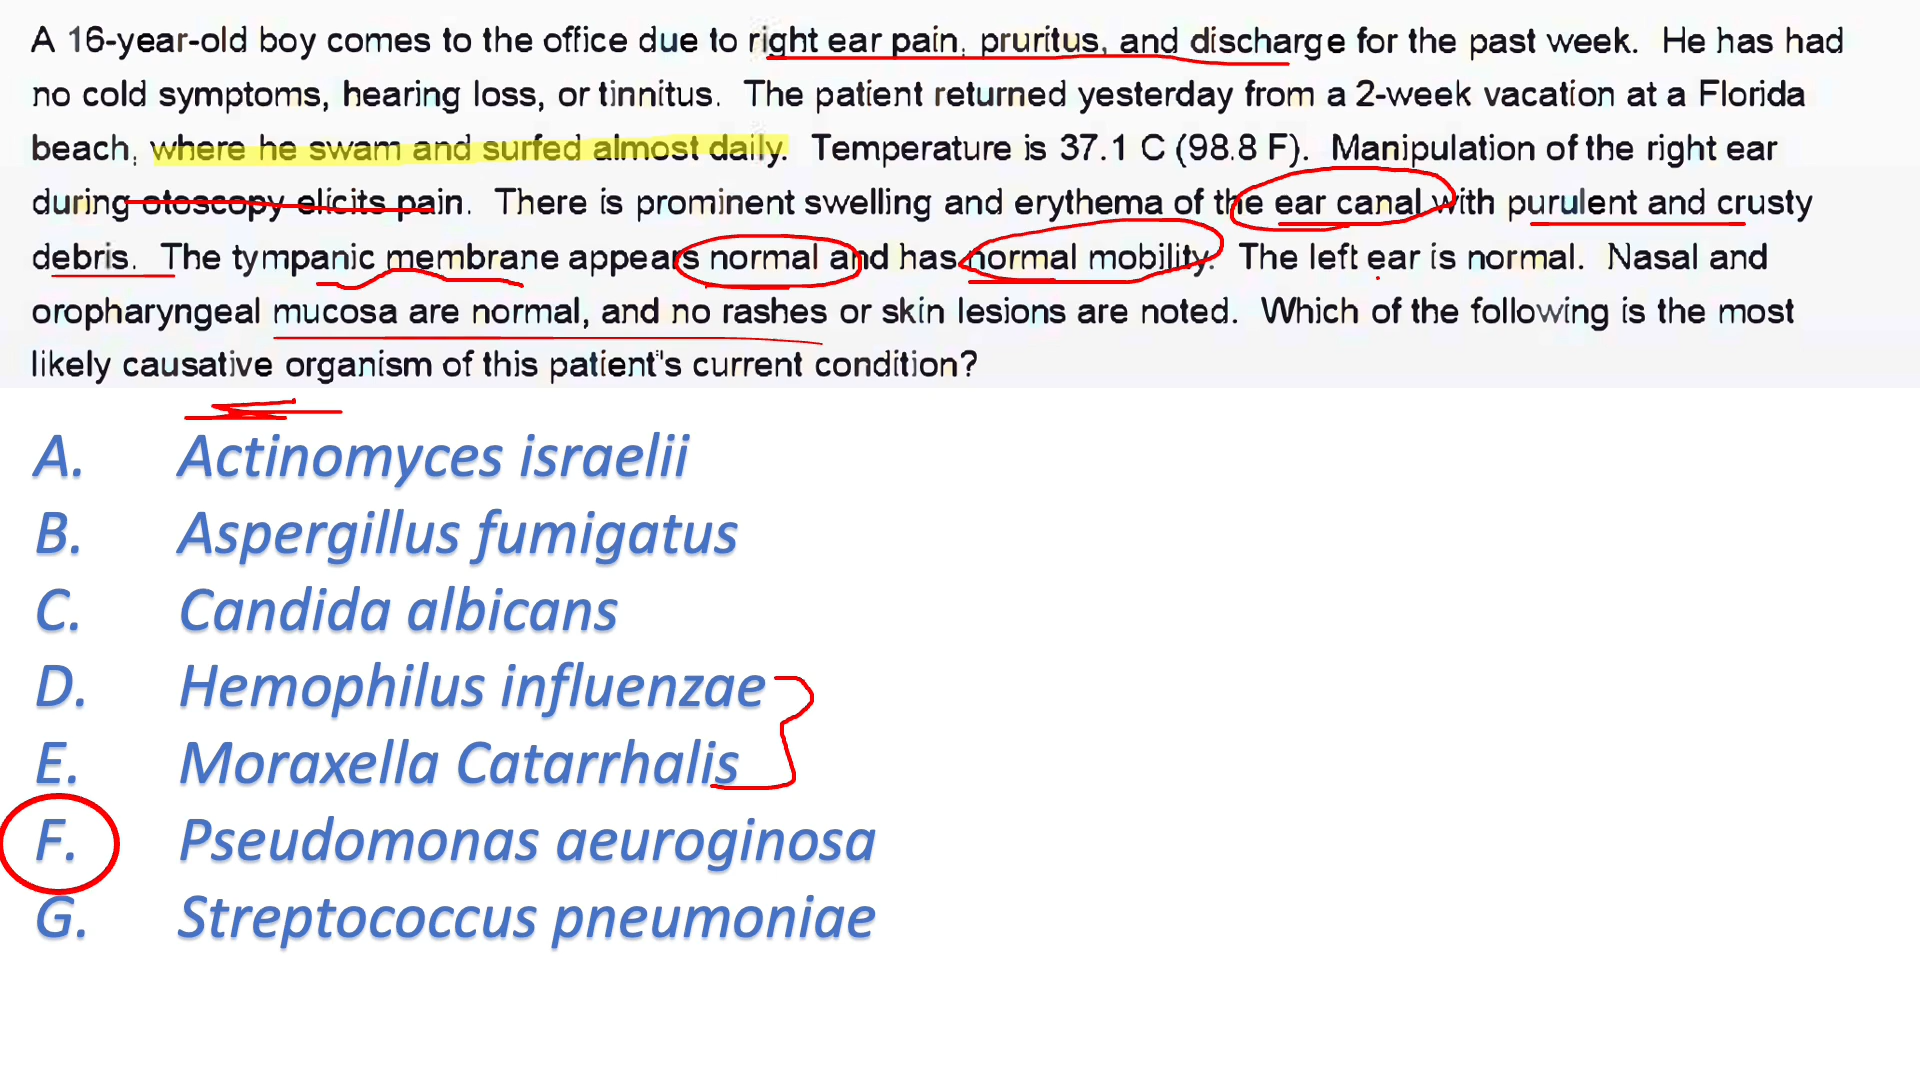 A 16-year-old boy comes to the office due to right ear pain, pruritus, and discharge for the past week. He has had
no cold symptoms, hearing loss, or tinnitus. The patient returned yesterday from a 2-week vacation at a Florida
beach, where he swam and surfed almost daily. Temperature is 37.1 C (98.8 F). Manipulation of the right ear
during otoscopy elicits pain. There is prominent swelling and erythema of the ear canal with purulent and crusty
debris. The tympanic membrane appears normal and has normal mobility. The left ear is normal. Nasal and
oropharyngeal mucosa are normal, and no rashes or skin lesions are noted. Which of the following is the most
likely causative organism of this patient's current condition?
A. Actinomyces israelii
B. Aspergillus fumigatus
C. Candida albicans
D. Hemophilus influenzae
E. Moraxella Catarrhalis
F. Pseudomonas aeuroginosa
G. Streptococcus pneumoniae